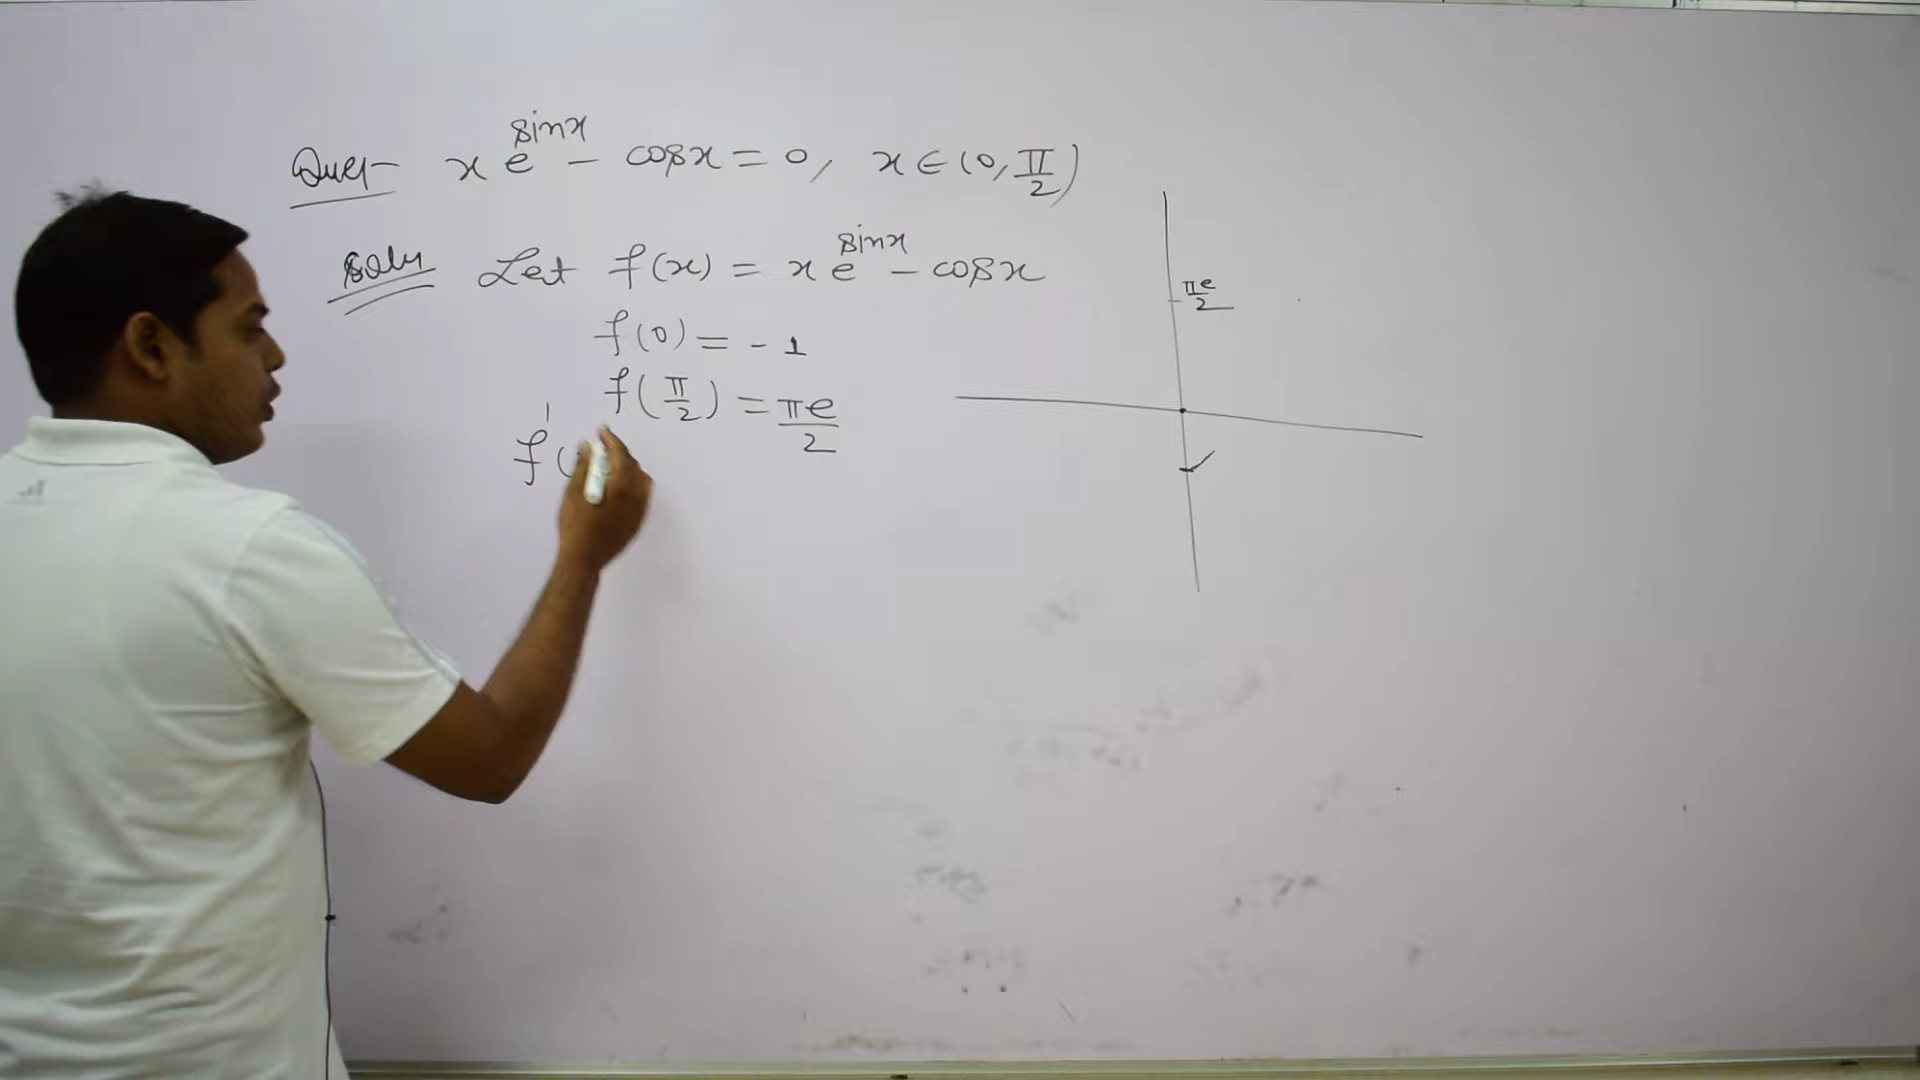 Ques- x e^{sinx} - cosx = 0, x ∈ (0, π/2)
Soln Let f(x) = x e^{sinx} - cosx
f(0) = -1
f(π/2) = πe/2
f'(
πe/2